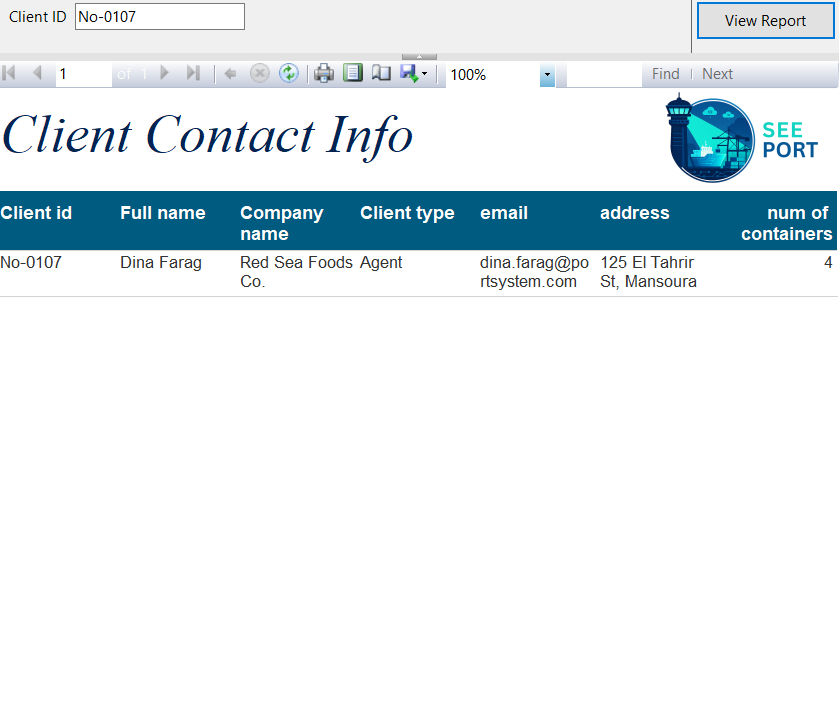 Client ID No-0107 View Report
1 of 1 100% Find Next
Client Contact Info
SEE
PORT
Client id Full name Company Client type email address num of
name containers
No-0107 Dina Farag Red Sea Foods Agent dina.farag@po 125 El Tahrir 4
Co. rtsystem.com St, Mansoura